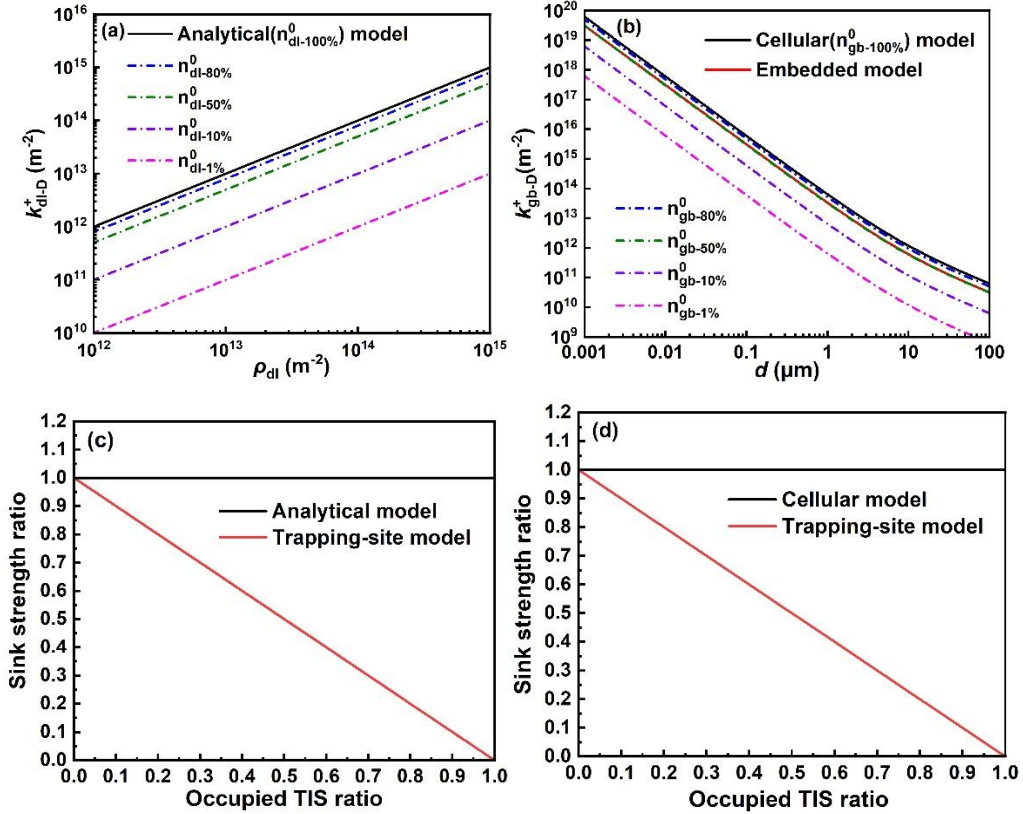 (a)
Analytical(n⁰dl-100%) model
n⁰dl-80%
n⁰dl-50%
n⁰dl-10%
n⁰dl-1%
k⁺dl-D (m⁻²)
10¹⁶
10¹⁵
10¹⁴
10¹³
10¹²
10¹¹
10¹⁰
10¹² 10¹³ 10¹⁴ 10¹⁵
ρdl (m⁻²)
(b)
Cellular(n⁰gb-100%) model
Embedded model
n⁰gb-80%
n⁰gb-50%
n⁰gb-10%
n⁰gb-1%
k⁺gb-D(m⁻²)
10²⁰
10¹⁹
10¹⁸
10¹⁷
10¹⁶
10¹⁵
10¹⁴
10¹³
10¹²
10¹¹
10¹⁰
10⁹
0.001 0.01 0.1 1 10 100
d (μm)
(c)
Analytical model
Trapping-site model
Sink strength ratio
1.2
1.1
1.0
0.9
0.8
0.7
0.6
0.5
0.4
0.3
0.2
0.1
0.0
0.0 0.1 0.2 0.3 0.4 0.5 0.6 0.7 0.8 0.9 1.0
Occupied TIS ratio
(d)
Cellular model
Trapping-site model
Sink strength ratio
1.2
1.1
1.0
0.9
0.8
0.7
0.6
0.5
0.4
0.3
0.2
0.1
0.0
0.0 0.1 0.2 0.3 0.4 0.5 0.6 0.7 0.8 0.9 1.0
Occupied TIS ratio